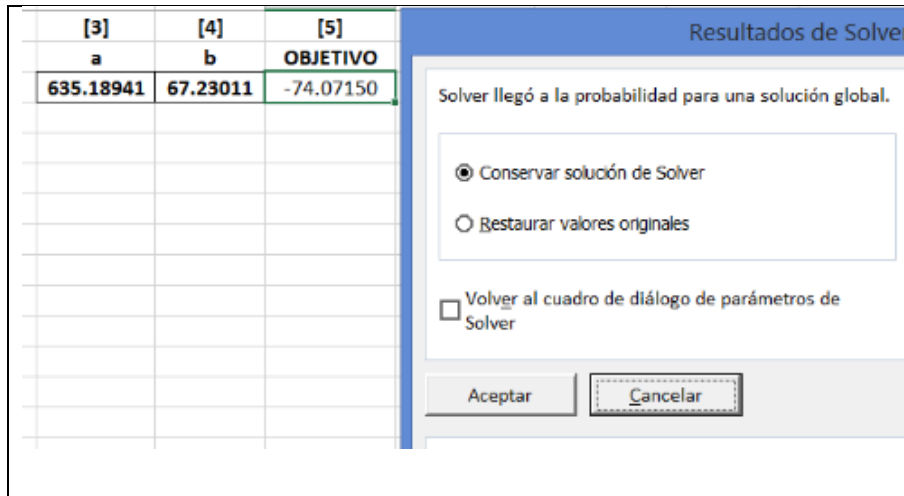 [3] [4] [5]
a b OBJETIVO
635.18941 67.23011 -74.07150
Resultados de Solver
Solver llegó a la probabilidad para una solución global.
Conservar solución de Solver
Restaurar valores originales
Volver al cuadro de diálogo de parámetros de
Solver
Aceptar Cancelar